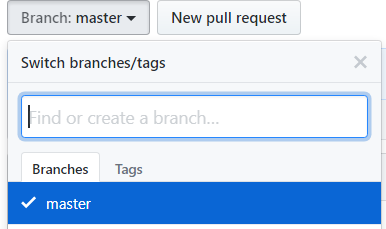 Branch: master New pull request
Switch branches/tags
Find or create a branch...
Branches Tags
master